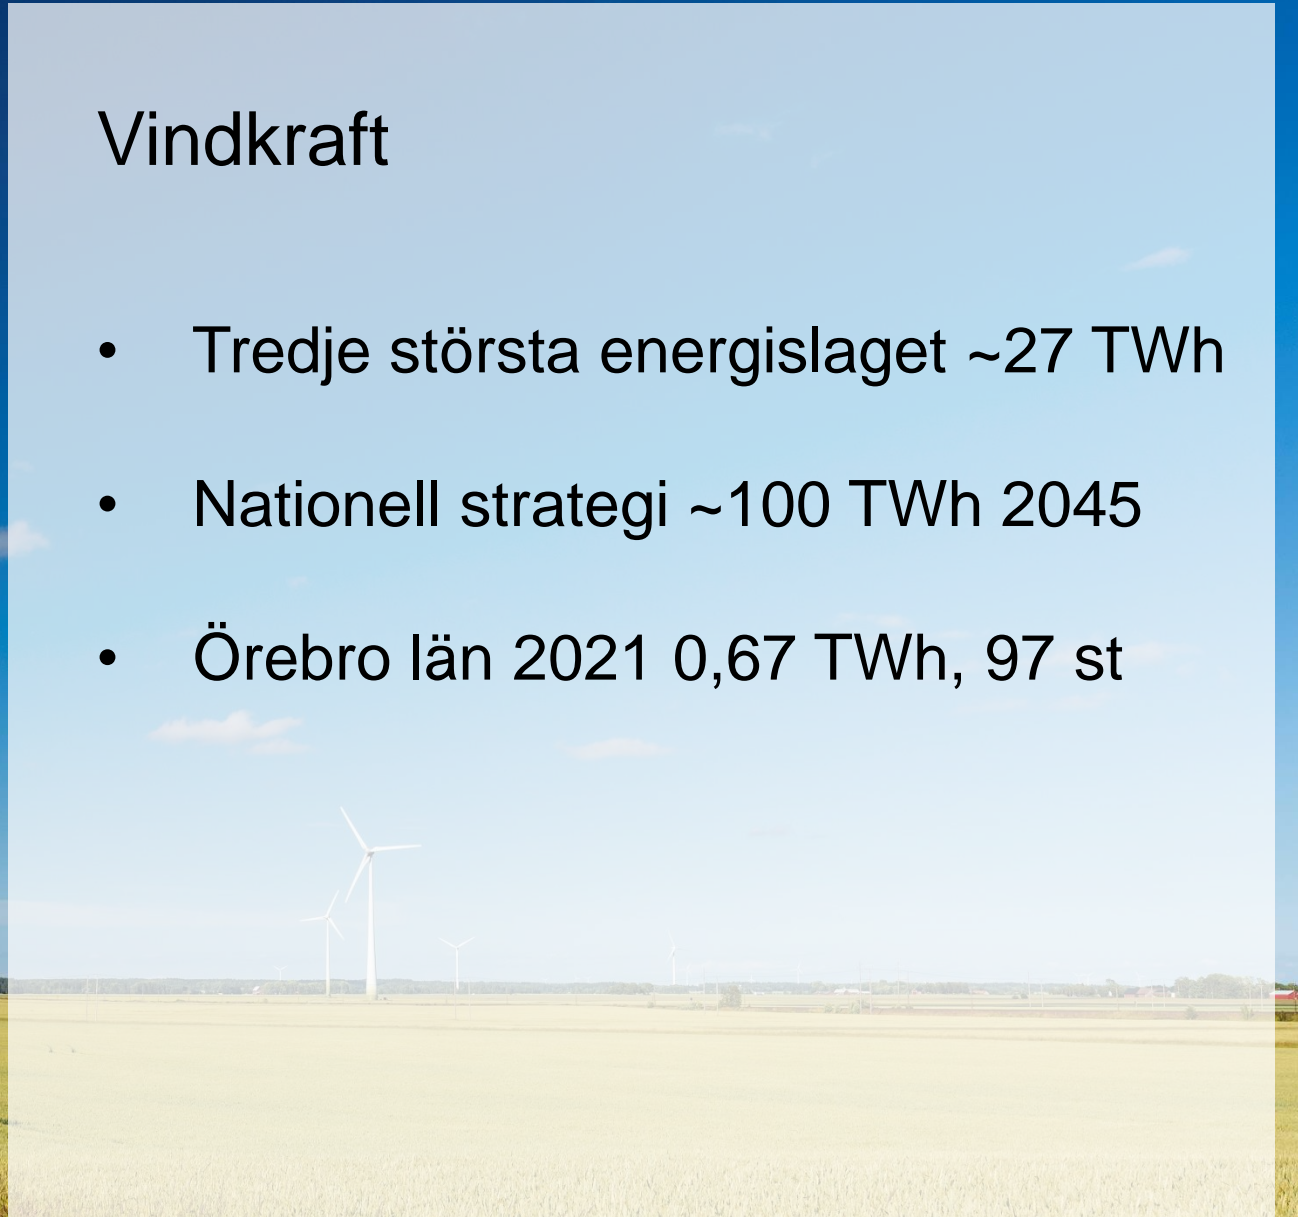 Vindkraft
• Tredje största energislaget ~27 TWh
• Nationell strategi ~100 TWh 2045
• Örebro län 2021 0,67 TWh, 97 st